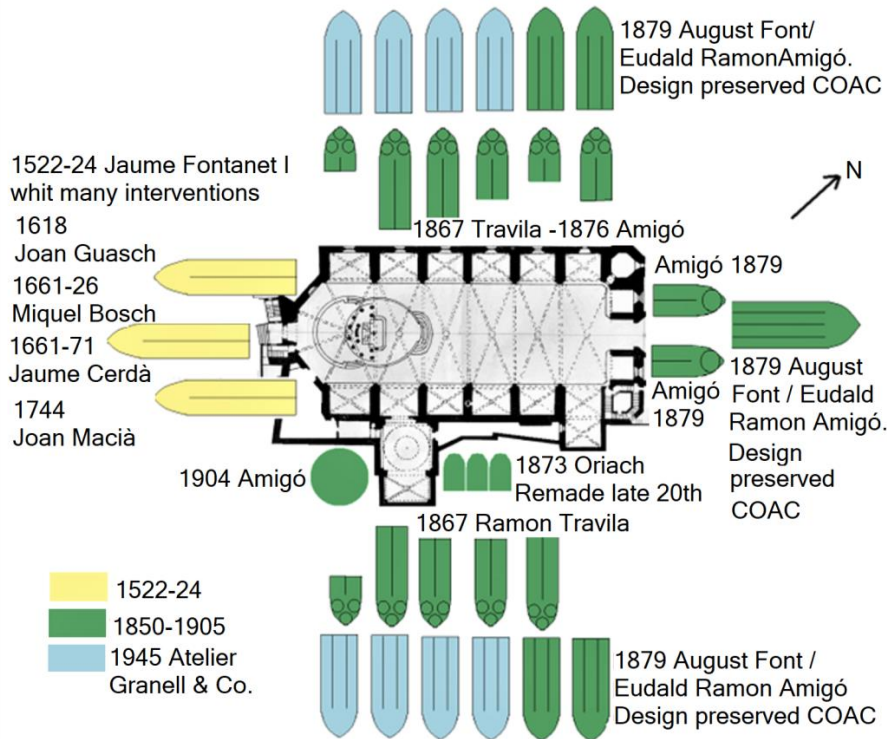 1879 August Font/
Eudald RamonAmigó.
Design preserved COAC
1522-24 Jaume Fontanet I
whit many interventions
1618
Joan Guasch
1661-26
Miquel Bosch
1661-71
Jaume Cerdà
1744
Joan Macià
N
1867 Travila -1876 Amigó
Amigó 1879
Amigó
1879
1879 August
Font / Eudald
Ramon Amigó.
Design
preserved
COAC
1904 Amigó
1873 Oriach
Remade late 20th
1867 Ramon Travila
1522-24
1850-1905
1945 Atelier
Granell & Co.
1879 August Font /
Eudald Ramon Amigó
Design preserved COAC